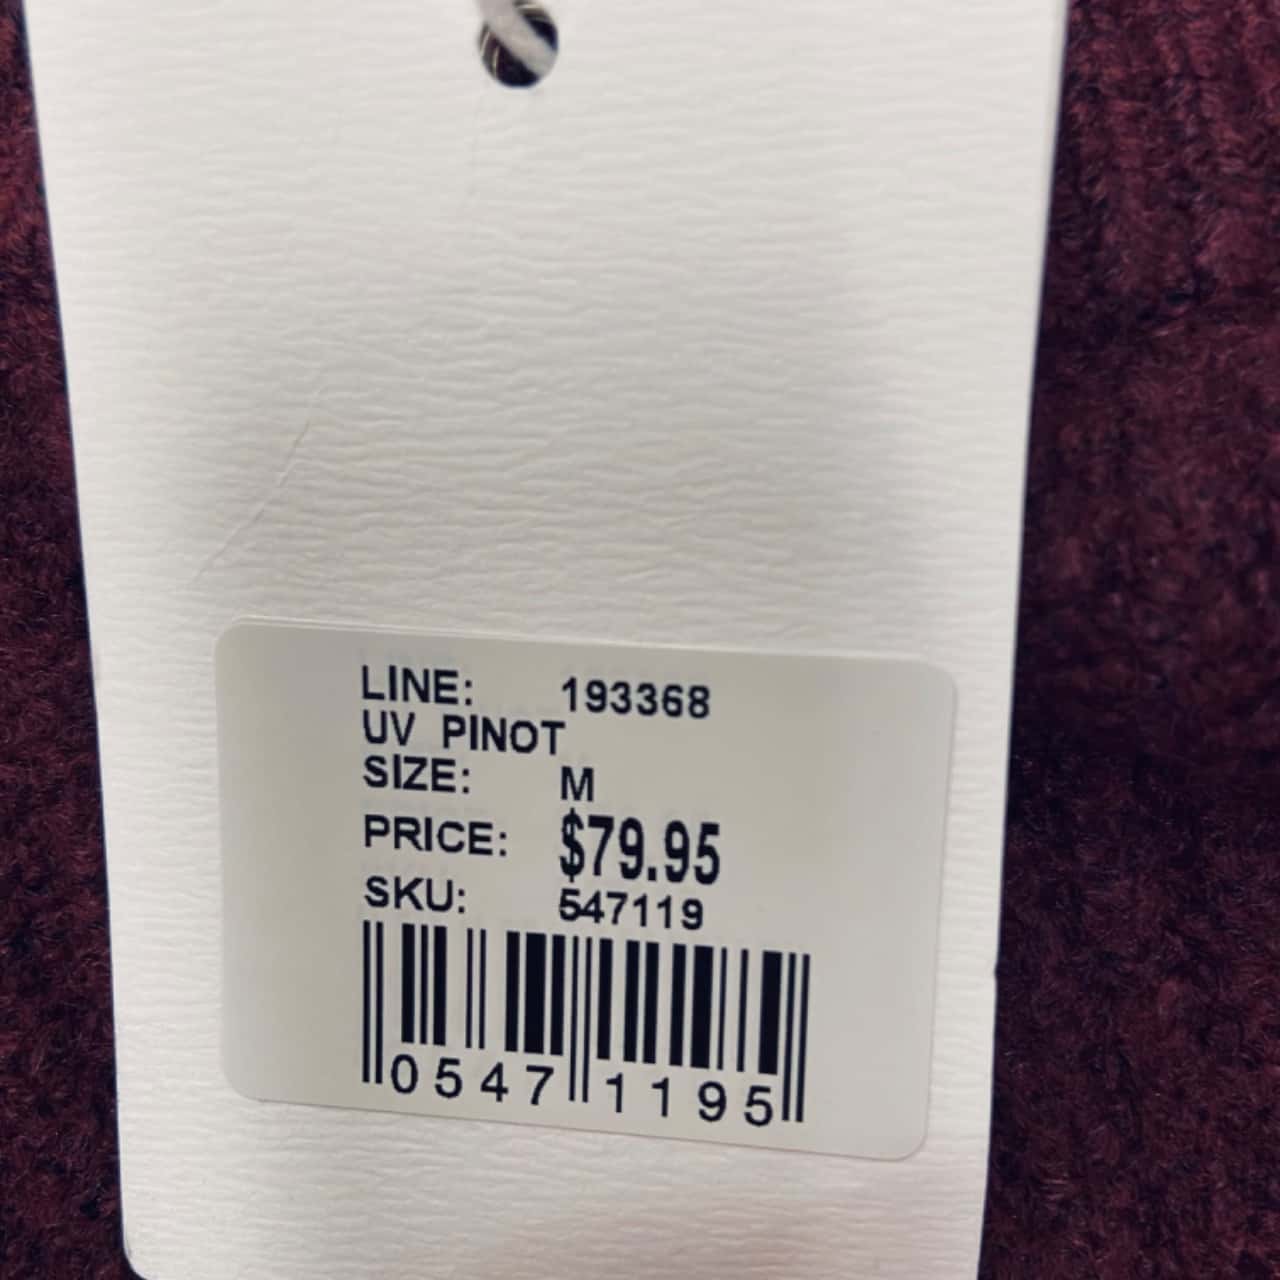 LINE: 193368
UV PINOT
SIZE: M
PRICE: $79.95
SKU: 547119
0547 1195